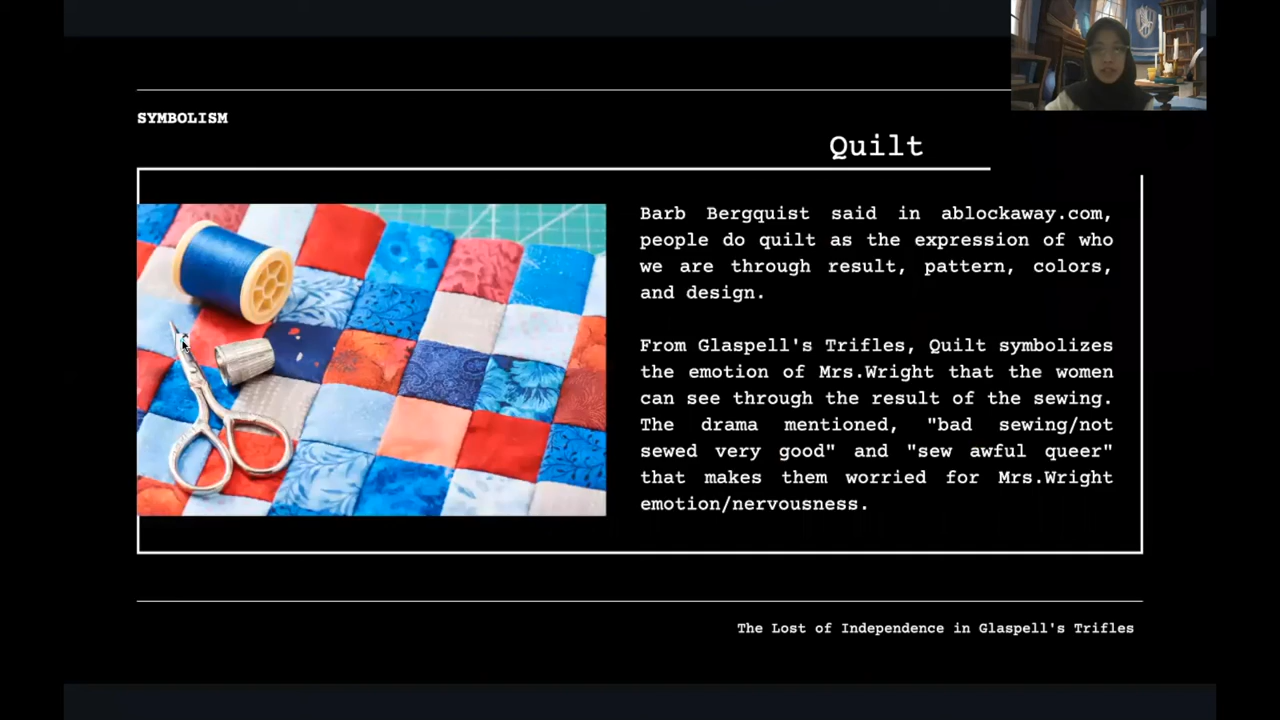 SYMBOLISM
Quilt
Barb Bergquist said in ablockaway.com,
people do quilt as the expression of who
we are through result, pattern, colors,
and design.
From Glaspell's Trifles, Quilt symbolizes
the emotion of Mrs.Wright that the women
can see through the result of the sewing.
The drama mentioned, "bad sewing/not
sewed very good" and "sew awful queer"
that makes them worried for Mrs.Wright
emotion/nervousness.
The Lost of Independence in Glaspell's Trifles